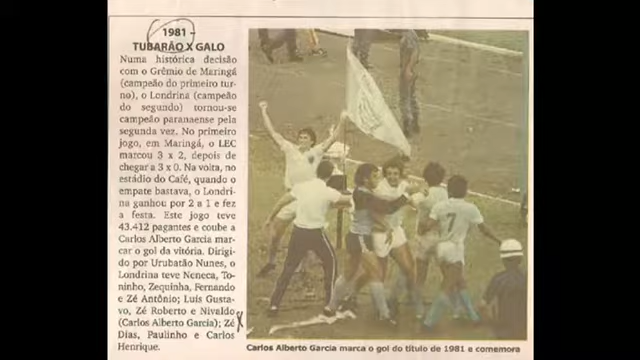 1981 -
TUBARÃO X GALO
Numa histórica decisão
com o Grêmio de Maringá
(campeão do primeiro tur-
no), o Londrina (campeão
do segundo) tornou-se
campeão paranaense pela
segunda vez. No primeiro
jogo, em Maringá, o LEC
marcou 3 x 2, depois de
chegar a 3 x 0. Na volta, no
estádio do Café, quando o
empate bastava, o Londri-
na ganhou por 2 a 1 e fez
a festa. Este jogo teve
43.412 pagantes e coube a
Carlos Alberto Garcia mar-
car o gol da vitória. Dirigi-
do por Urubatão Nunes, o
Londrina teve Neneca, To-
ninho, Zequinha, Fernando
e Zé Antônio; Luís Gusta-
vo, Zé Roberto e Nivaldo
(Carlos Alberto Garcia); Zé
Dias, Paulinho e Carlos
Henrique.
7
Carlos Alberto Garcia marca o gol do título de 1981 e comemora